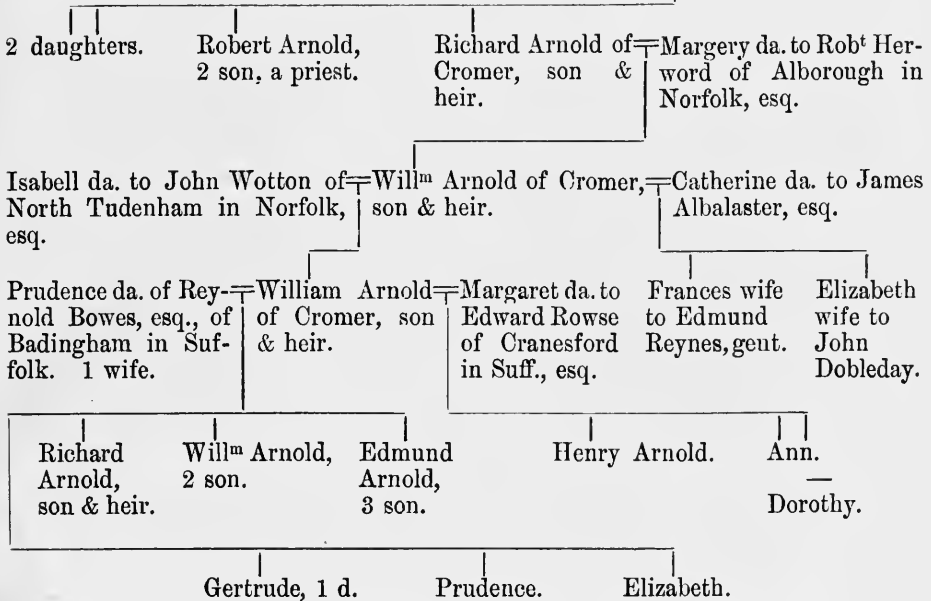 2 daughters.
Robert Arnold,
2 son, a priest.
Richard Arnold of
Cromer, son &
heir.
Margery da. to Robt Her-
word of Alborough in
Norfolk, esq.
Isabell da. to John Wotton of
North Tudenham in Norfolk,
esq.
Willm Arnold of Cromer,
son & heir.
Catherine da. to James
Albalaster, esq.
Prudence da. of Rey-
nold Bowes, esq., of
Badingham in Suf-
folk. 1 wife.
William Arnold
of Cromer, son
& heir.
Margaret da. to
Edward Rowse
of Cranesford
in Suff., esq.
Frances wife
to Edmund
Reynes, gent.
Elizabeth
wife to
John
Dobleday.
Richard
Arnold,
son & heir.
Willm Arnold,
2 son.
Edmund
Arnold,
3 son.
Henry Arnold.
Ann.
—
Dorothy.
Gertrude, 1 d.
Prudence.
Elizabeth.